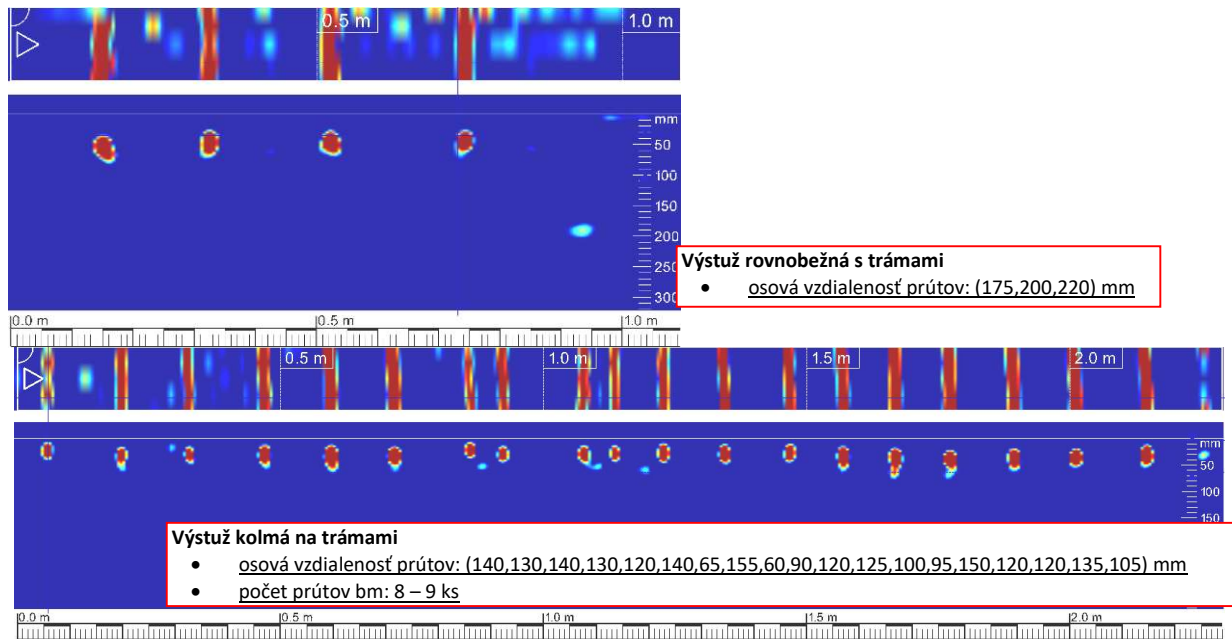 0.5 m 1.0 m
mm
50
100
150
200
250
300
Výstuž rovnobežná s trámami
• osová vzdialenosť prútov: (175,200,220) mm
0.0 m 0.5 m 1.0 m
0.5 m 1.0 m 1.5 m 2.0 m
mm
50
100
150
Výstuž kolmá na trámami
• osová vzdialenosť prútov: (140,130,140,130,120,140,65,155,60,90,120,125,100,95,150,120,120,135,105) mm
• počet prútov bm: 8 – 9 ks
0.0 m 0.5 m 1.0 m 1.5 m 2.0 m